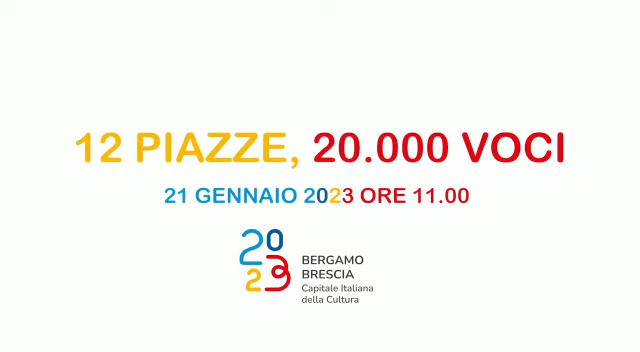 12 PIAZZE, 20.000 VOCI
21 GENNAIO 2023 ORE 11.00
20
23
BERGAMO
BRESCIA
Capitale Italiana
della Cultura